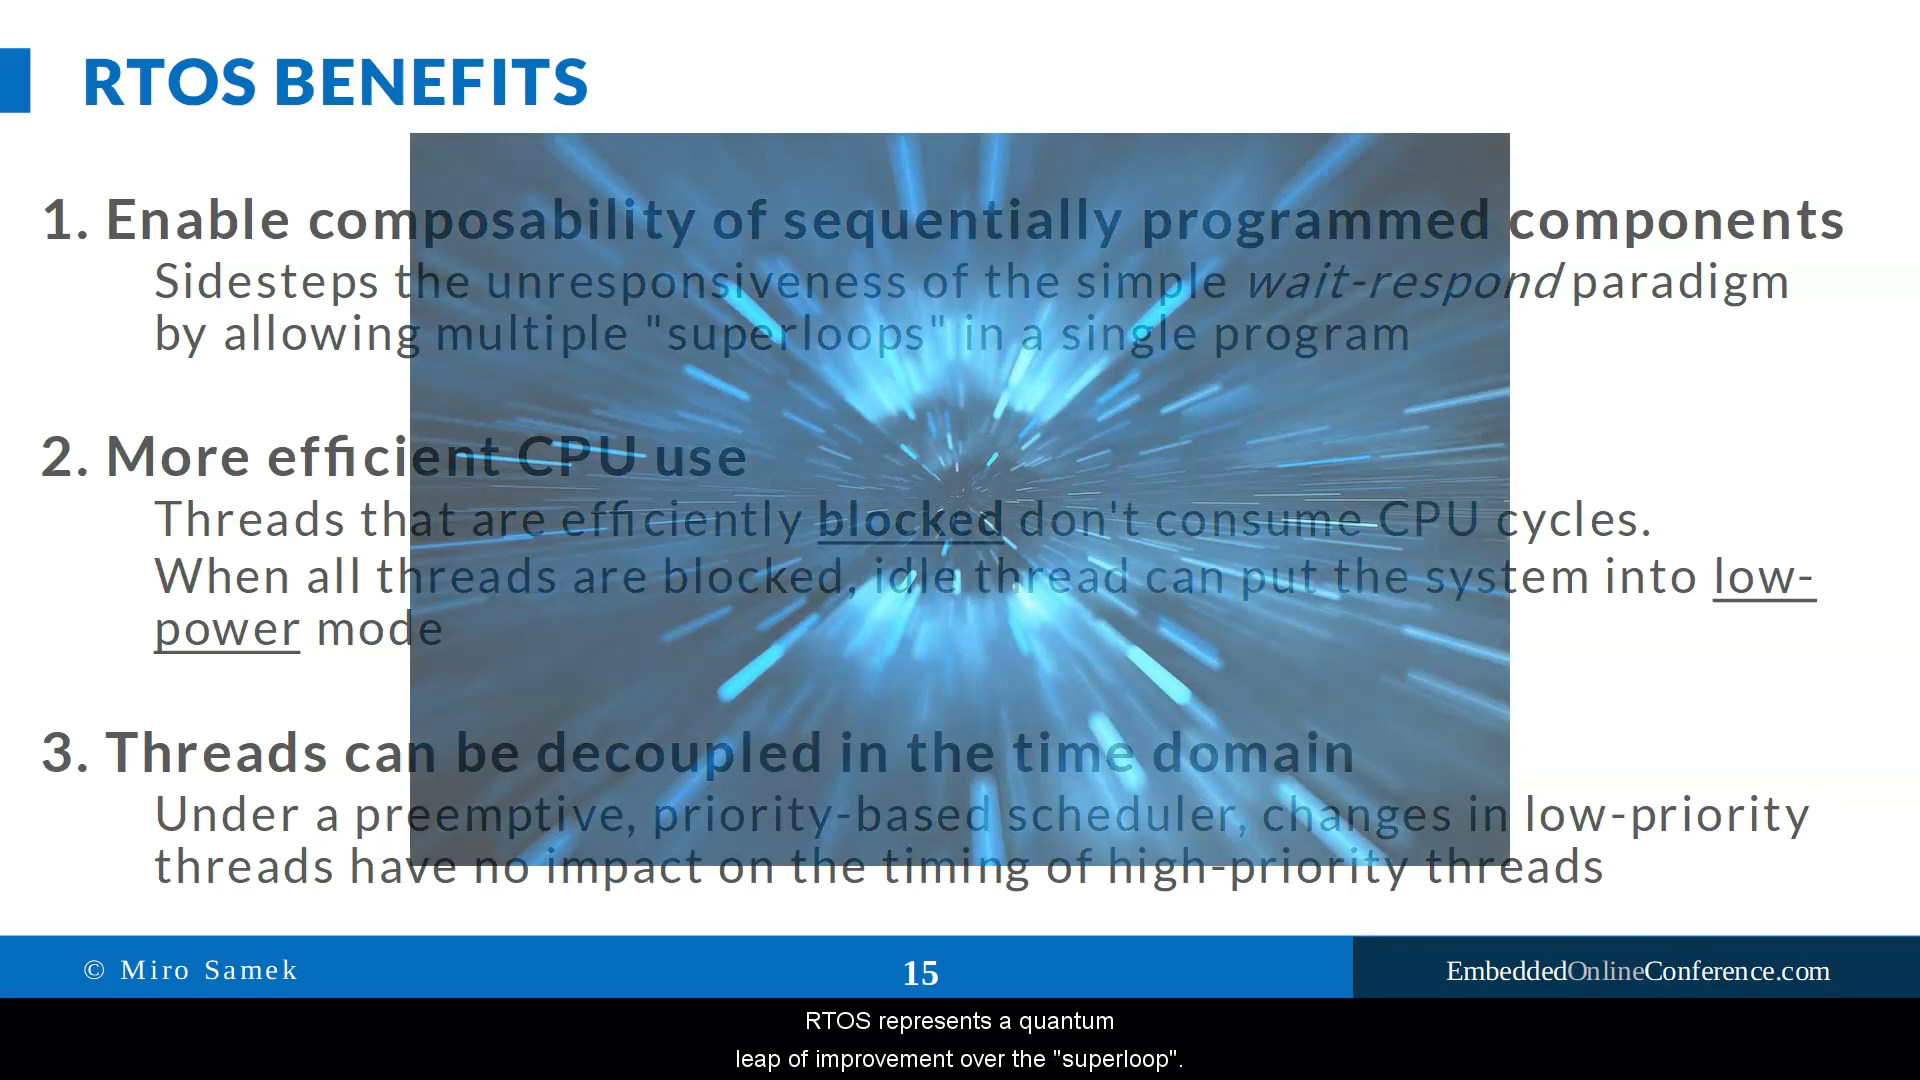 RTOS BENEFITS
1. Enable composability of sequentially programmed components
Sidesteps the unresponsiveness of the simple wait-respond paradigm
by allowing multiple "superloops" in a single program
2. More efficient CPU use
Threads that are efficiently blocked don't consume CPU cycles.
When all threads are blocked, idle thread can put the system into low-
power mode
3. Threads can be decoupled in the time domain
Under a preemptive, priority-based scheduler, changes in low-priority
threads have no impact on the timing of high-priority threads
© Miro Samek
15
EmbeddedOnlineConference.com
RTOS represents a quantum
leap of improvement over the "superloop".